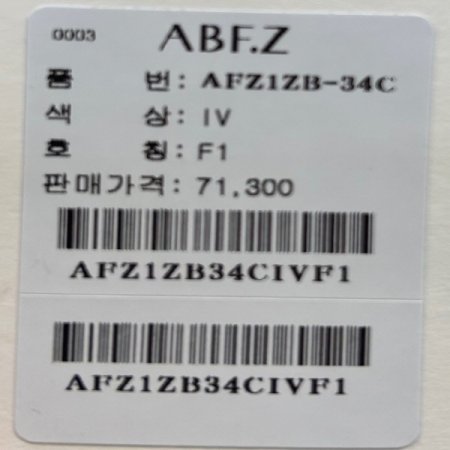 0003 ABF.Z
품 번: AFZ1ZB-34C
색 상: IV
호 칭: F1
판매가격: 71,300
AFZ1ZB34CIVF1
AFZ1ZB34CIVF1